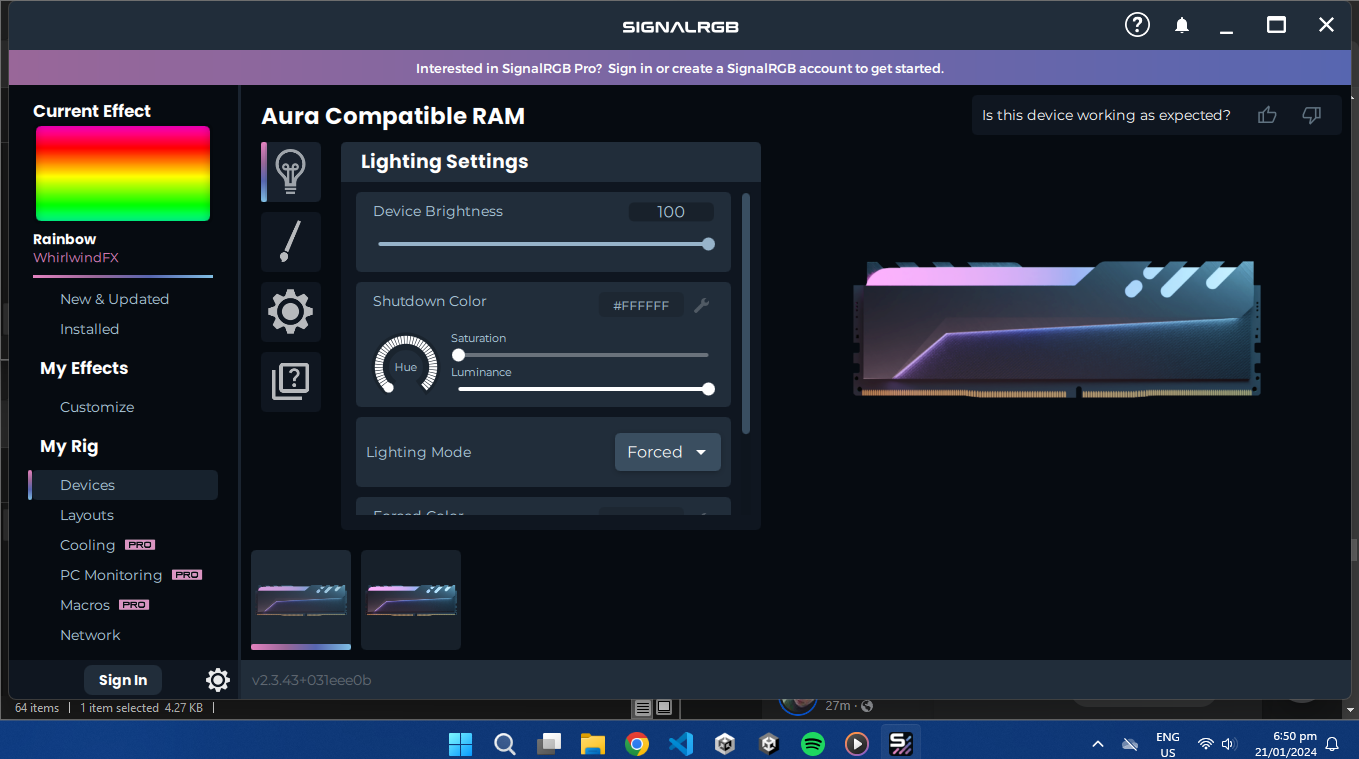 SIGNALRGB
Interested in SignalRGB Pro? Sign in or create a SignalRGB account to get started.
Current Effect
Rainbow
WhirlwindFX
New & Updated
Installed
My Effects
Customize
My Rig
Devices
Layouts
Cooling PRO
PC Monitoring PRO
Macros PRO
Network
Sign In
Aura Compatible RAM
Is this device working as expected?
Lighting Settings
Device Brightness 100
Shutdown Color #FFFFFF
Hue
Saturation
Luminance
Lighting Mode Forced
Forced Color
v2.3.43+031eee0b
64 items 1 item selected 4.27 KB
27m
ENG
US
6:50 pm
21/01/2024